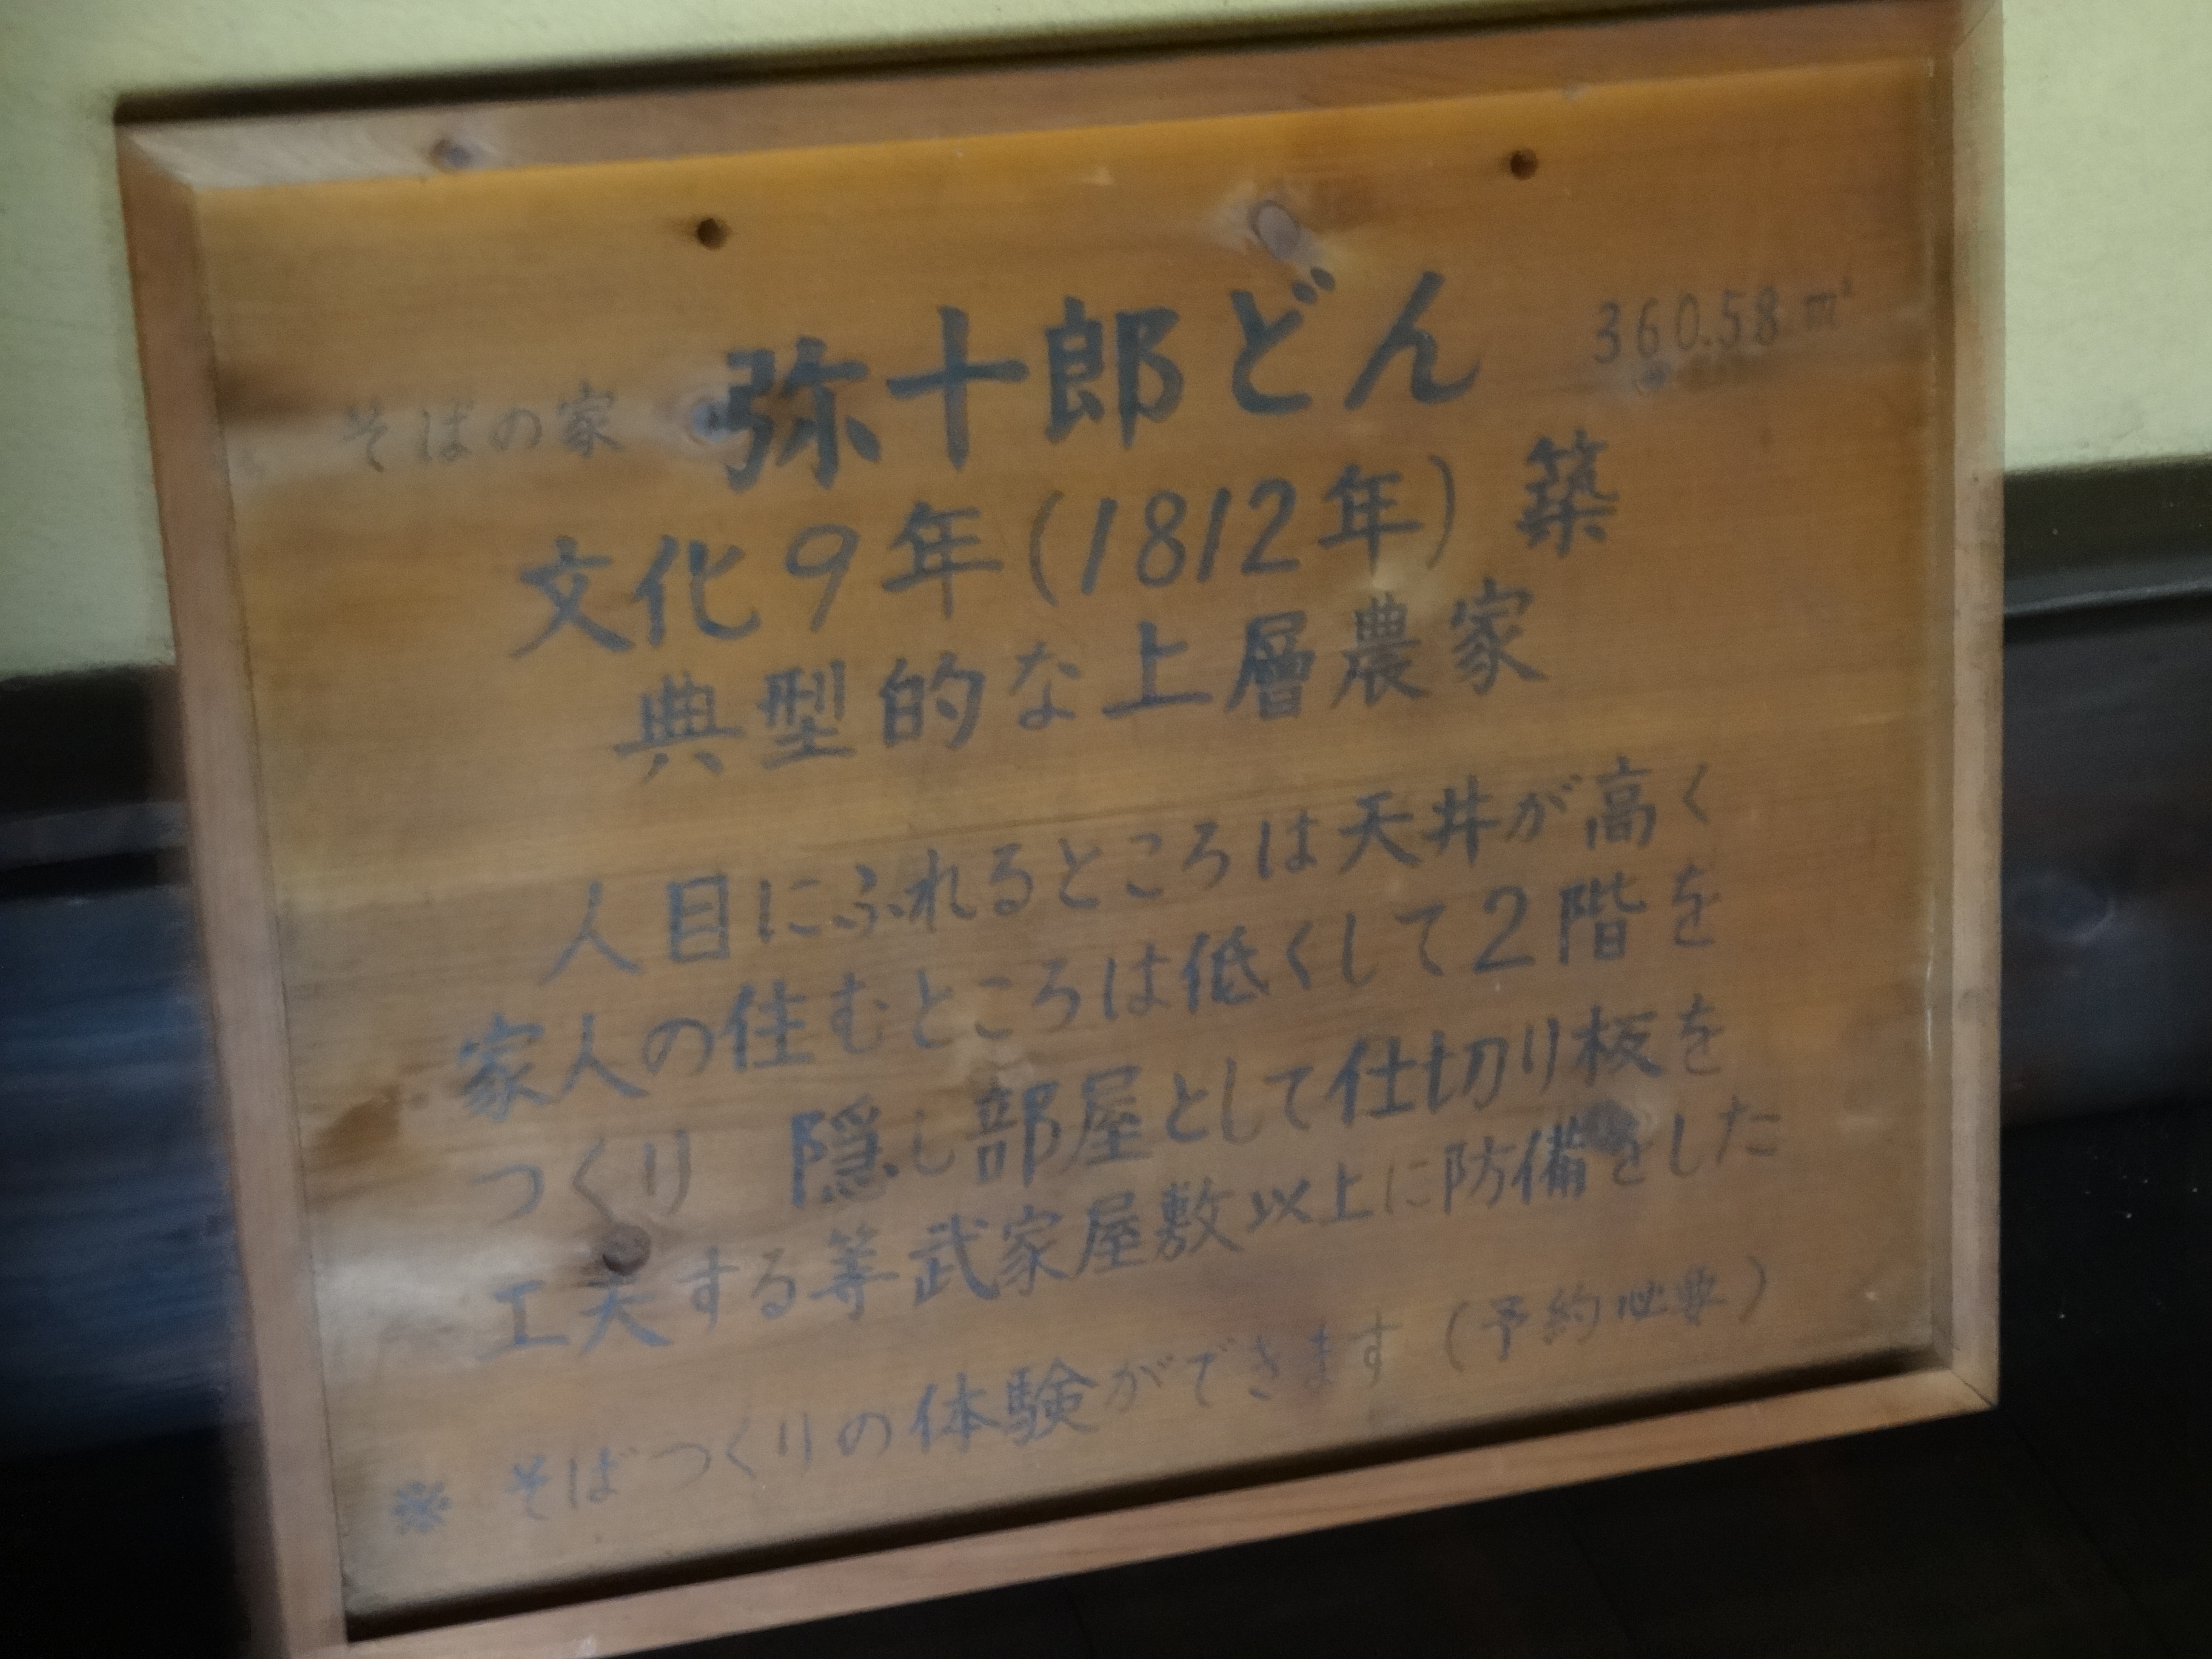 そばの家 弥十郎どん 360.58㎡
文化9年(1812年)築
典型的な上層農家
人目にふれるところは天井が高く
家人の住むところは低くして2階を
つくり 隠し部屋として仕切り板を
工夫する等武家屋敷以上に防備をした
※ そばつくりの体験ができます(予約必要)